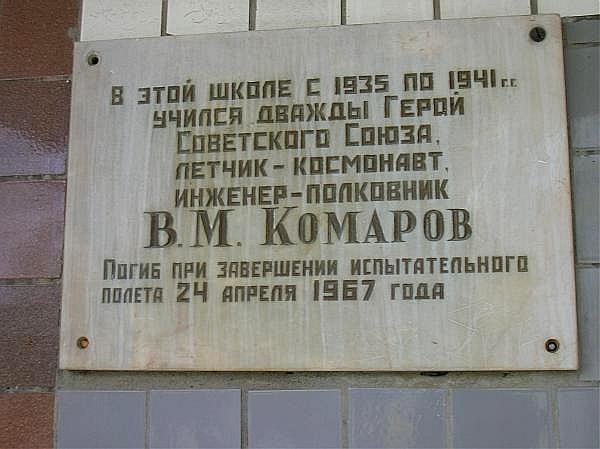 В этой школе с 1935 по 1941 г.г.
учился дважды Герой
Советского Союза,
летчик-космонавт,
инженер-полковник
В.М. Комаров
Погиб при завершении испытательного
полета 24 апреля 1967 года